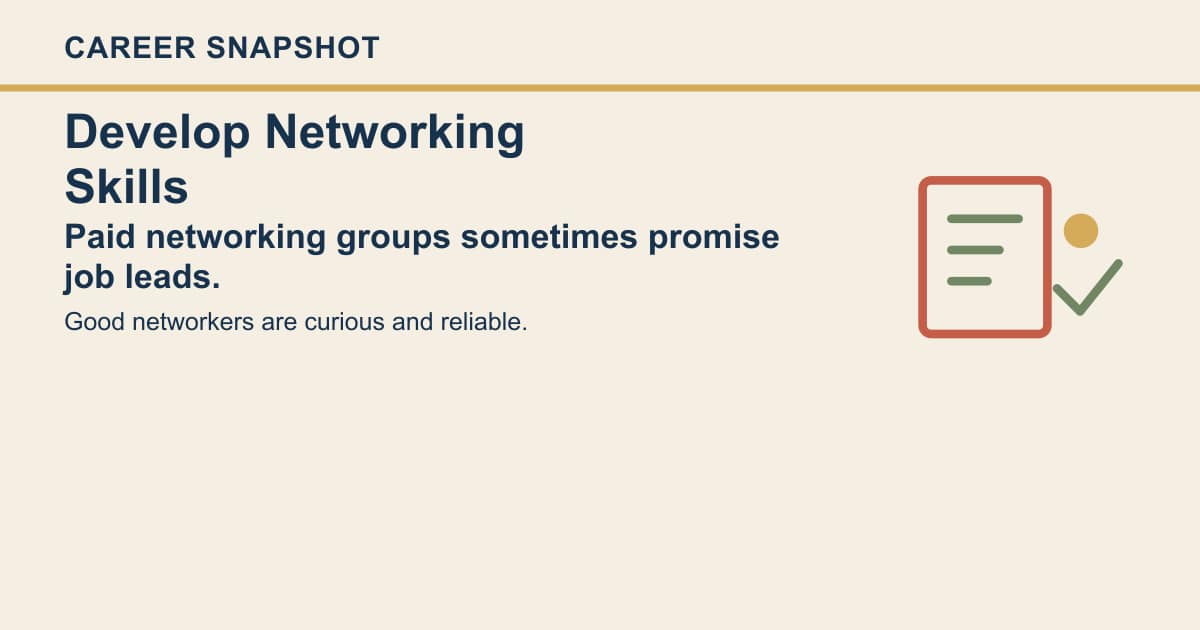 CAREER SNAPSHOT
Develop Networking
Skills
Paid networking groups sometimes promise
job leads.
Good networkers are curious and reliable.